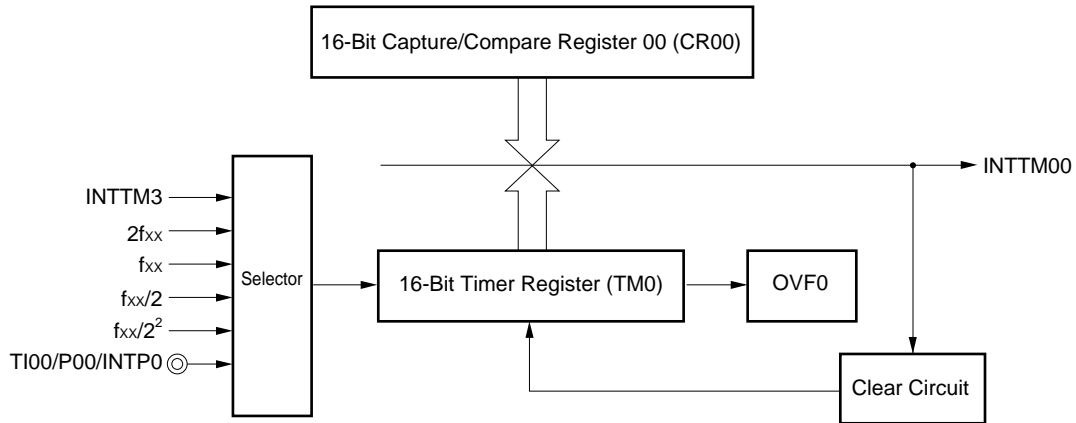 16-Bit Capture/Compare Register 00 (CR00)
INTTM00
INTTM3
2fxx
fxx
fxx/2
fxx/2²
TI00/P00/INTP0
Selector
16-Bit Timer Register (TM0)
OVF0
Clear Circuit